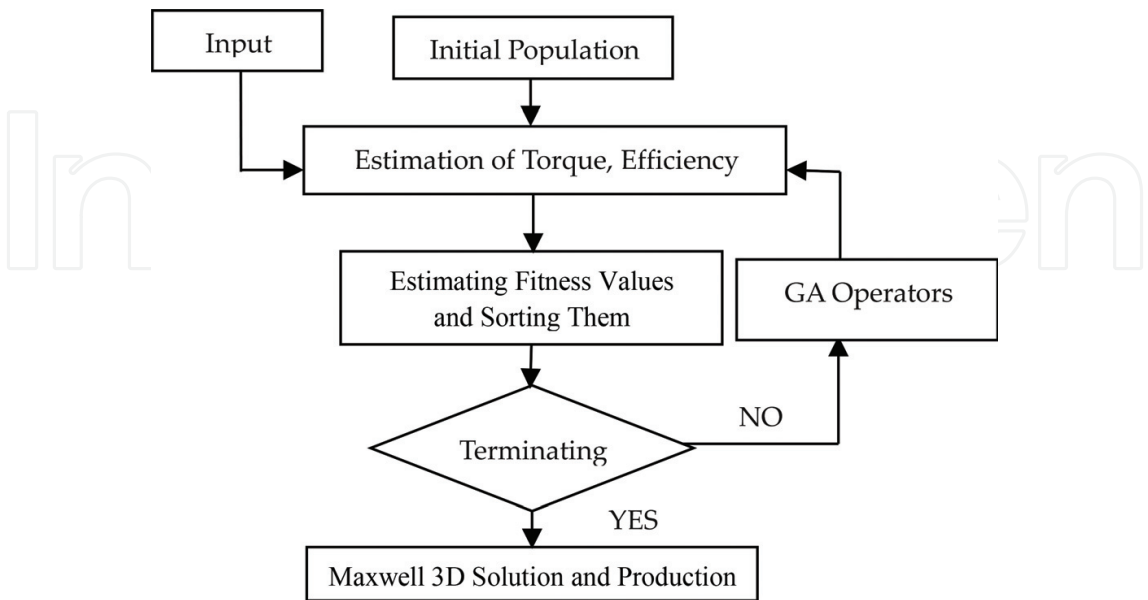 Input
Initial Population
Estimation of Torque, Efficiency
Estimating Fitness Values
and Sorting Them
GA Operators
Terminating
NO
YES
Maxwell 3D Solution and Production